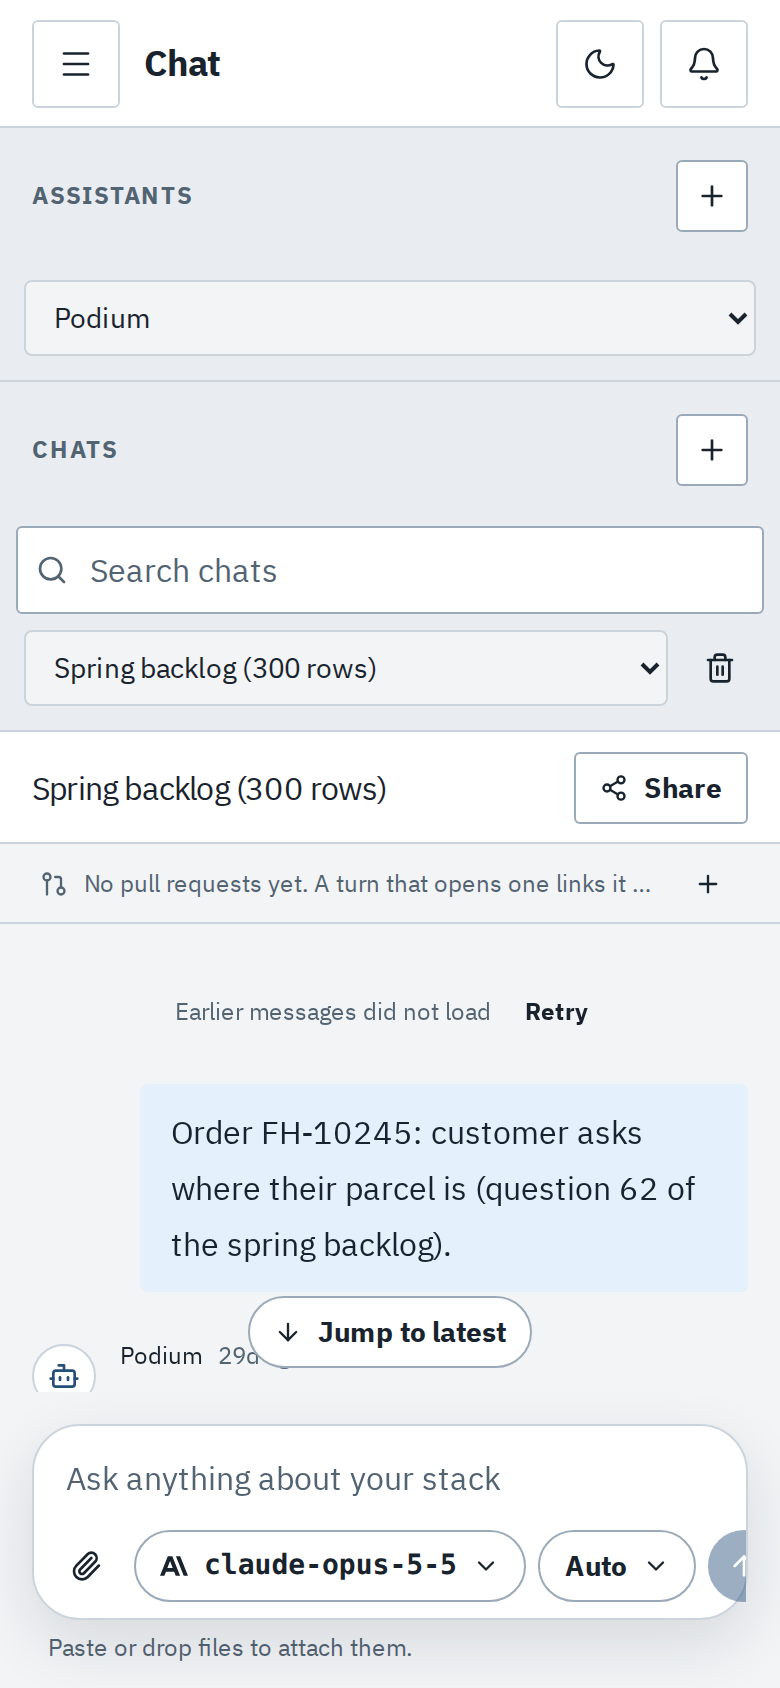 Chat
ASSISTANTS
Podium
CHATS
Search chats
Spring backlog (300 rows)
Spring backlog (300 rows)
Share
No pull requests yet. A turn that opens one links it ...
Earlier messages did not load Retry
Order FH-10245: customer asks
where their parcel is (question 62 of
the spring backlog).
Jump to latest
Podium
Ask anything about your stack
claude-opus-5-5
Auto
Paste or drop files to attach them.